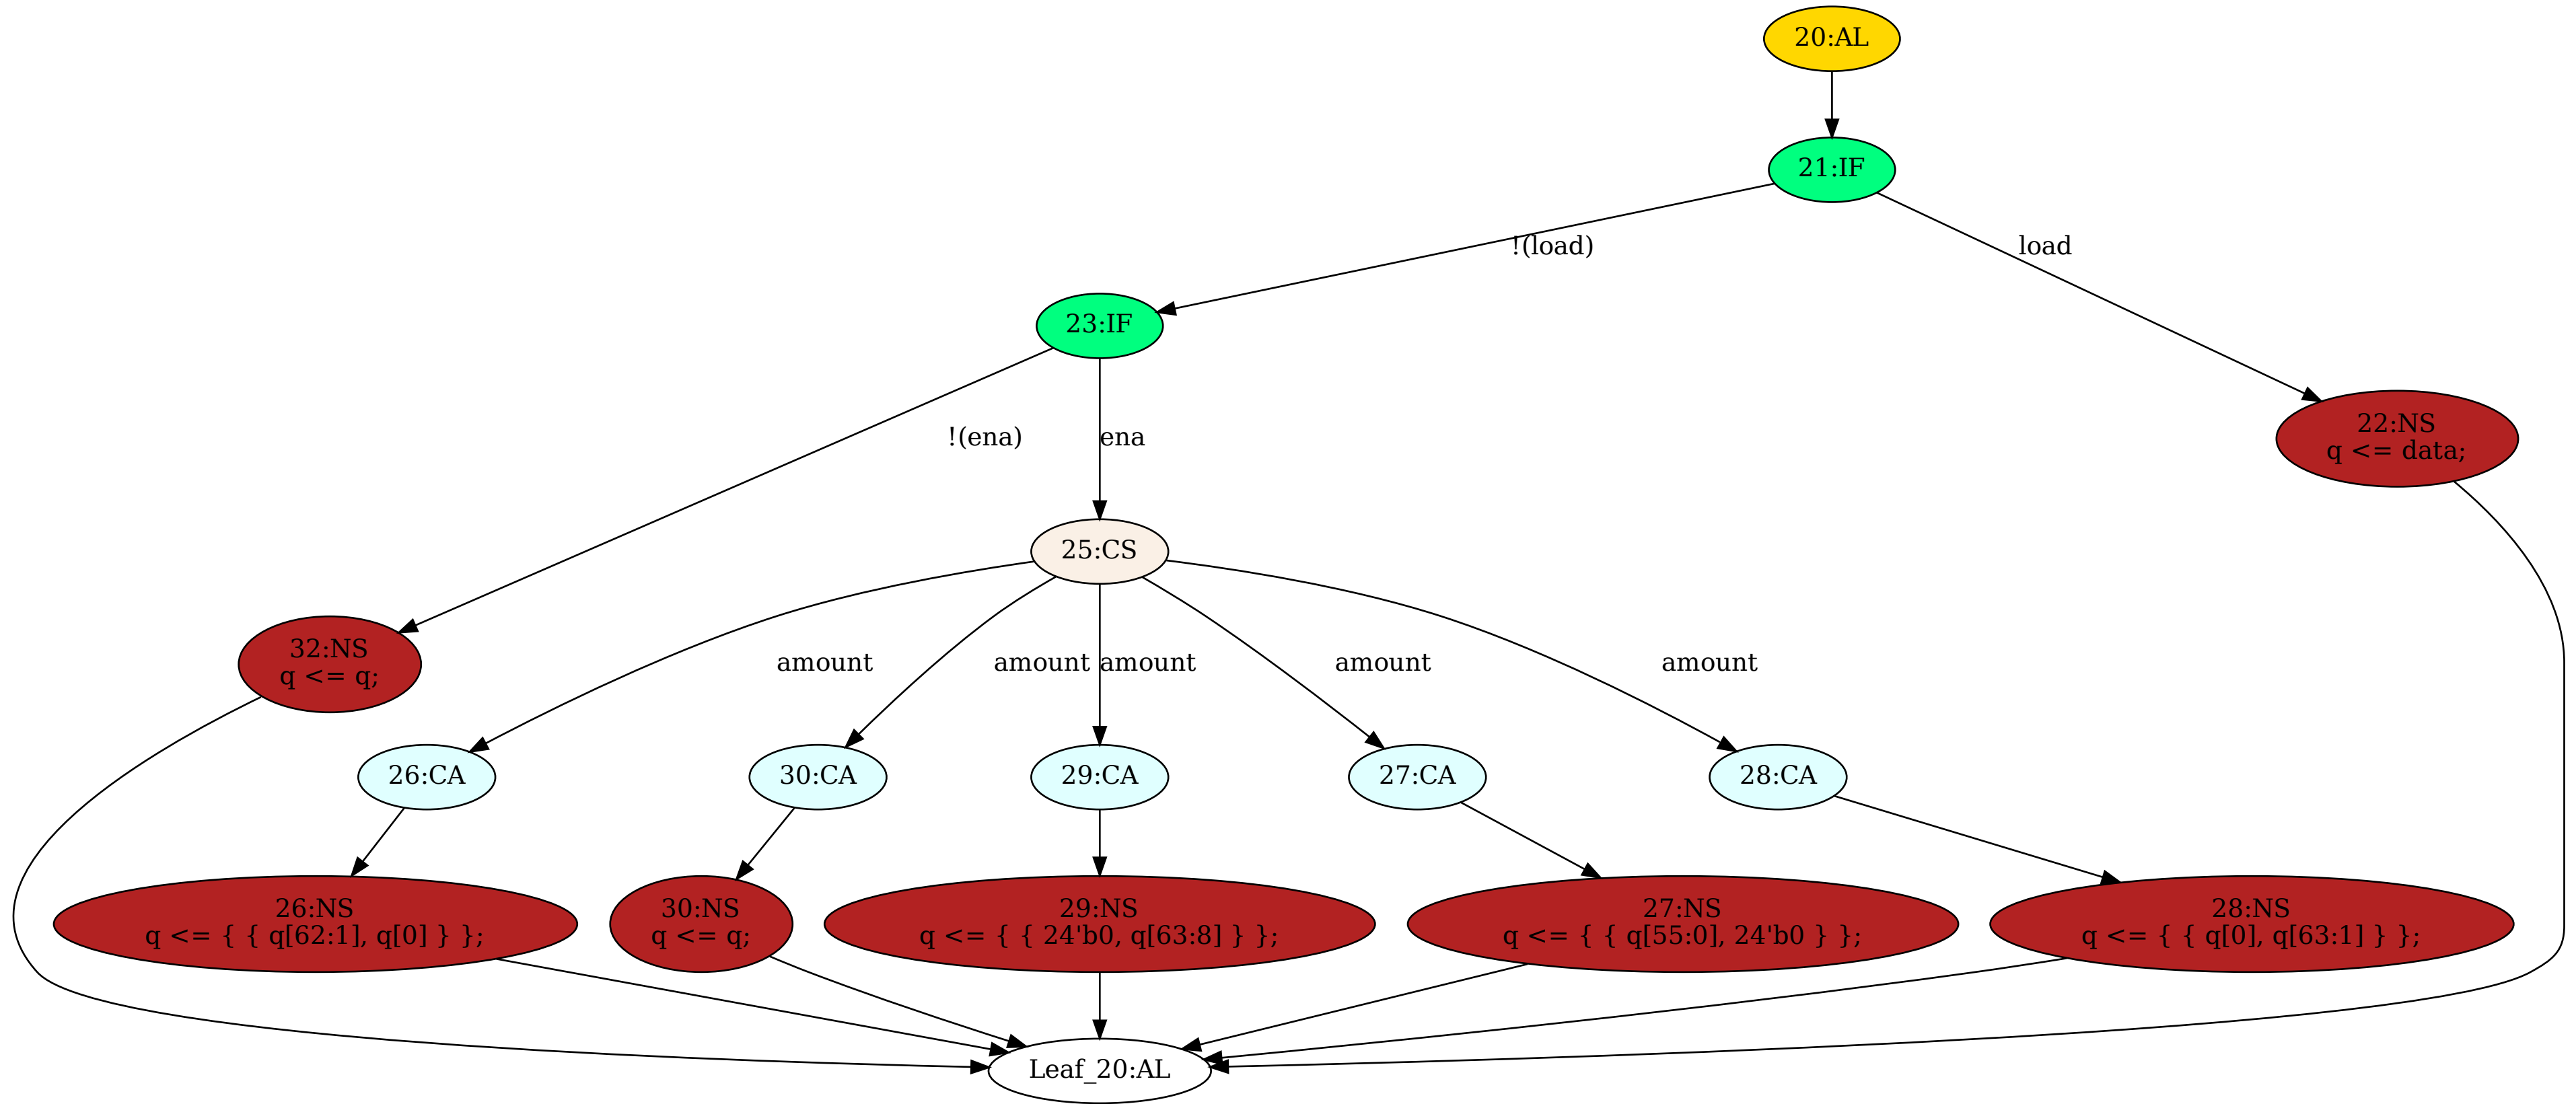 20:AL
21:IF
!(load)
load
23:IF
22:NS
q <= data;
!(ena)
ena
25:CS
32:NS
q <= q;
amount
amount
amount
amount
amount
26:CA
30:CA
29:CA
27:CA
28:CA
26:NS
q <= { { q[62:1], q[0] } };
30:NS
q <= q;
29:NS
q <= { { 24'b0, q[63:8] } };
27:NS
q <= { { q[55:0], 24'b0 } };
28:NS
q <= { { q[0], q[63:1] } };
Leaf_20:AL